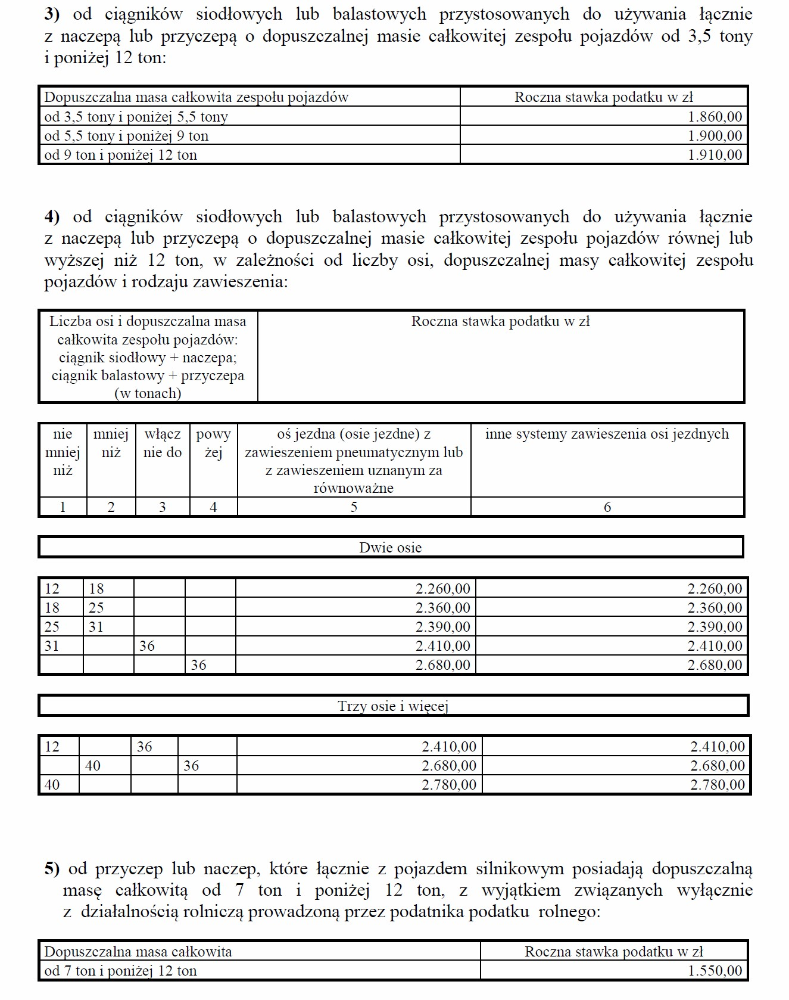 3) od ciągników siodłowych lub balastowych przystosowanych do używania łącznie
z naczepą lub przyczepą o dopuszczalnej masie całkowitej zespołu pojazdów od 3,5 tony
i poniżej 12 ton:
Dopuszczalna masa całkowita zespołu pojazdów Roczna stawka podatku w zł
od 3,5 tony i poniżej 5,5 tony 1.860,00
od 5,5 tony i poniżej 9 ton 1.900,00
od 9 ton i poniżej 12 ton 1.910,00
4) od ciągników siodłowych lub balastowych przystosowanych do używania łącznie
z naczepą lub przyczepą o dopuszczalnej masie całkowitej zespołu pojazdów równej lub
wyższej niż 12 ton, w zależności od liczby osi, dopuszczalnej masy całkowitej zespołu
pojazdów i rodzaju zawieszenia:
Liczba osi i dopuszczalna masa Roczna stawka podatku w zł
całkowita zespołu pojazdów:
ciągnik siodłowy + naczepa;
ciągnik balastowy + przyczepa
(w tonach)
nie mniej włącz powy oś jezdna (osie jezdne) z inne systemy zawieszenia osi jezdnych
mniej niż nie do żej zawieszeniem pneumatycznym lub
niż z zawieszeniem uznanym za
równoważne
1 2 3 4 5 6
Dwie osie
12 18 2.260,00 2.260,00
18 25 2.360,00 2.360,00
25 31 2.390,00 2.390,00
31 36 2.410,00 2.410,00
36 2.680,00 2.680,00
Trzy osie i więcej
12 36 2.410,00 2.410,00
40 36 2.680,00 2.680,00
40 2.780,00 2.780,00
5) od przyczep lub naczep, które łącznie z pojazdem silnikowym posiadają dopuszczalną
masę całkowitą od 7 ton i poniżej 12 ton, z wyjątkiem związanych wyłącznie
z działalnością rolniczą prowadzoną przez podatnika podatku rolnego:
Dopuszczalna masa całkowita Roczna stawka podatku w zł
od 7 ton i poniżej 12 ton 1.550,00